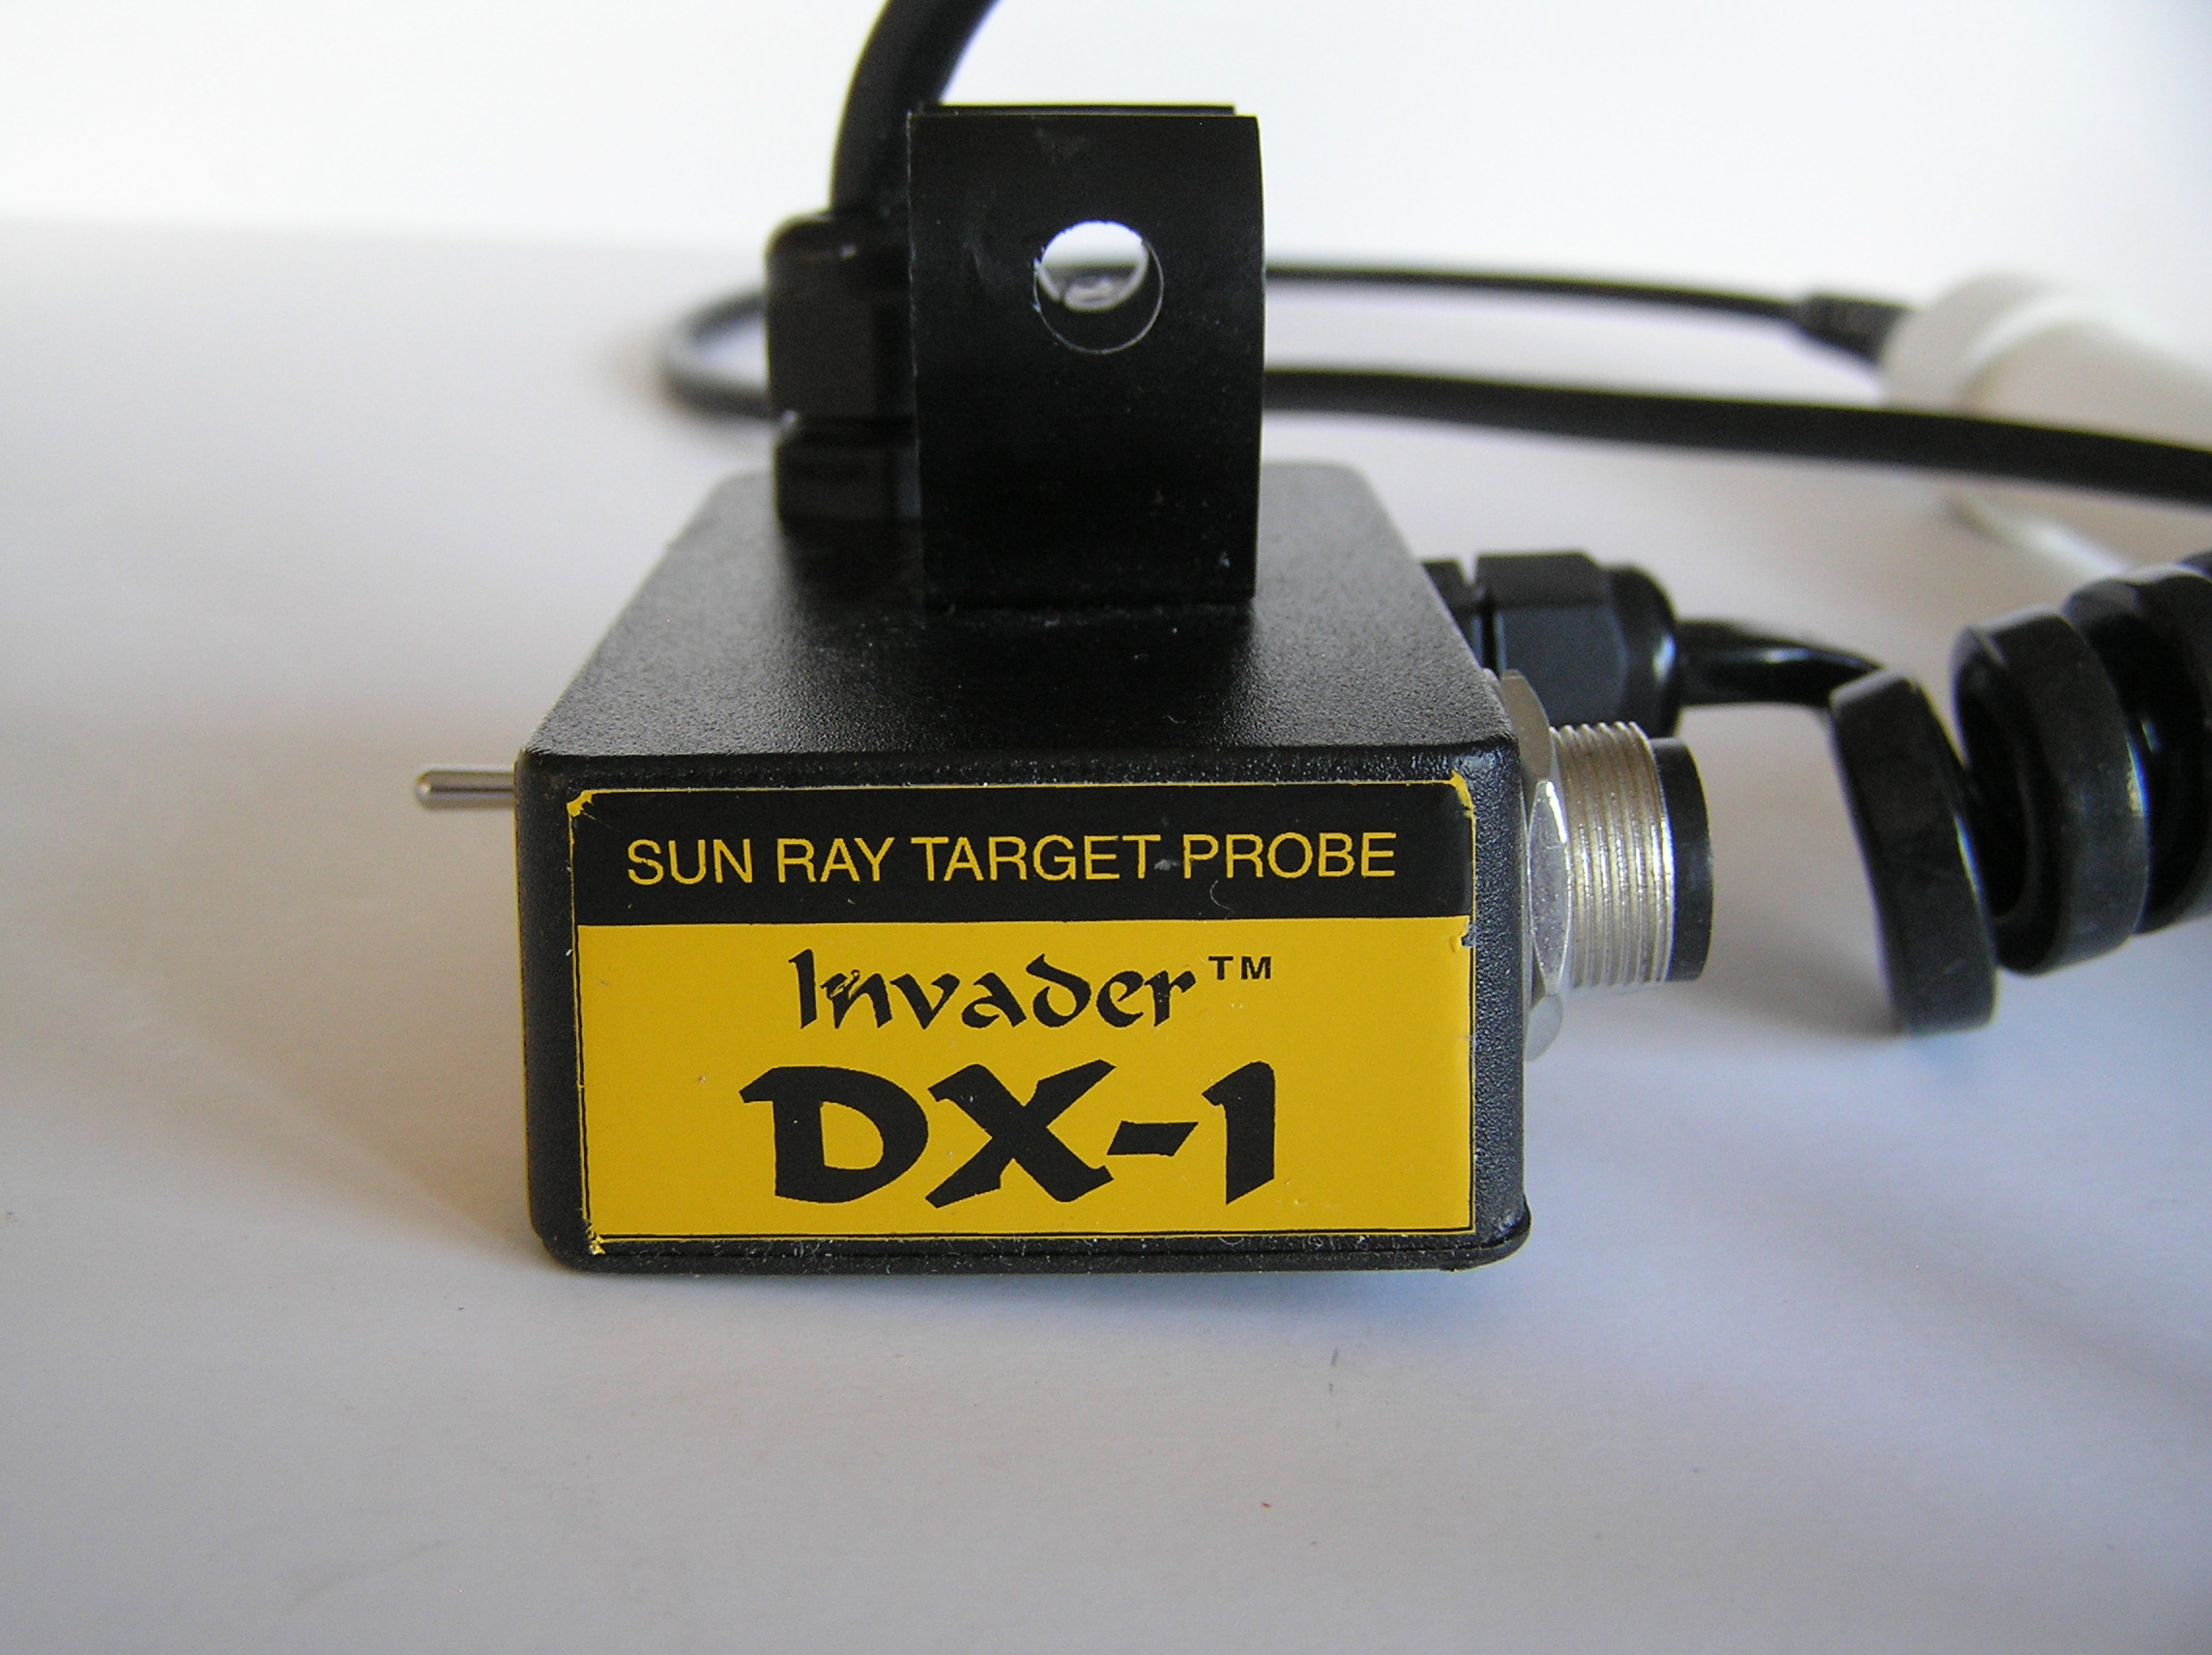 SUN RAY TARGET PROBE
Invader™
DX-1